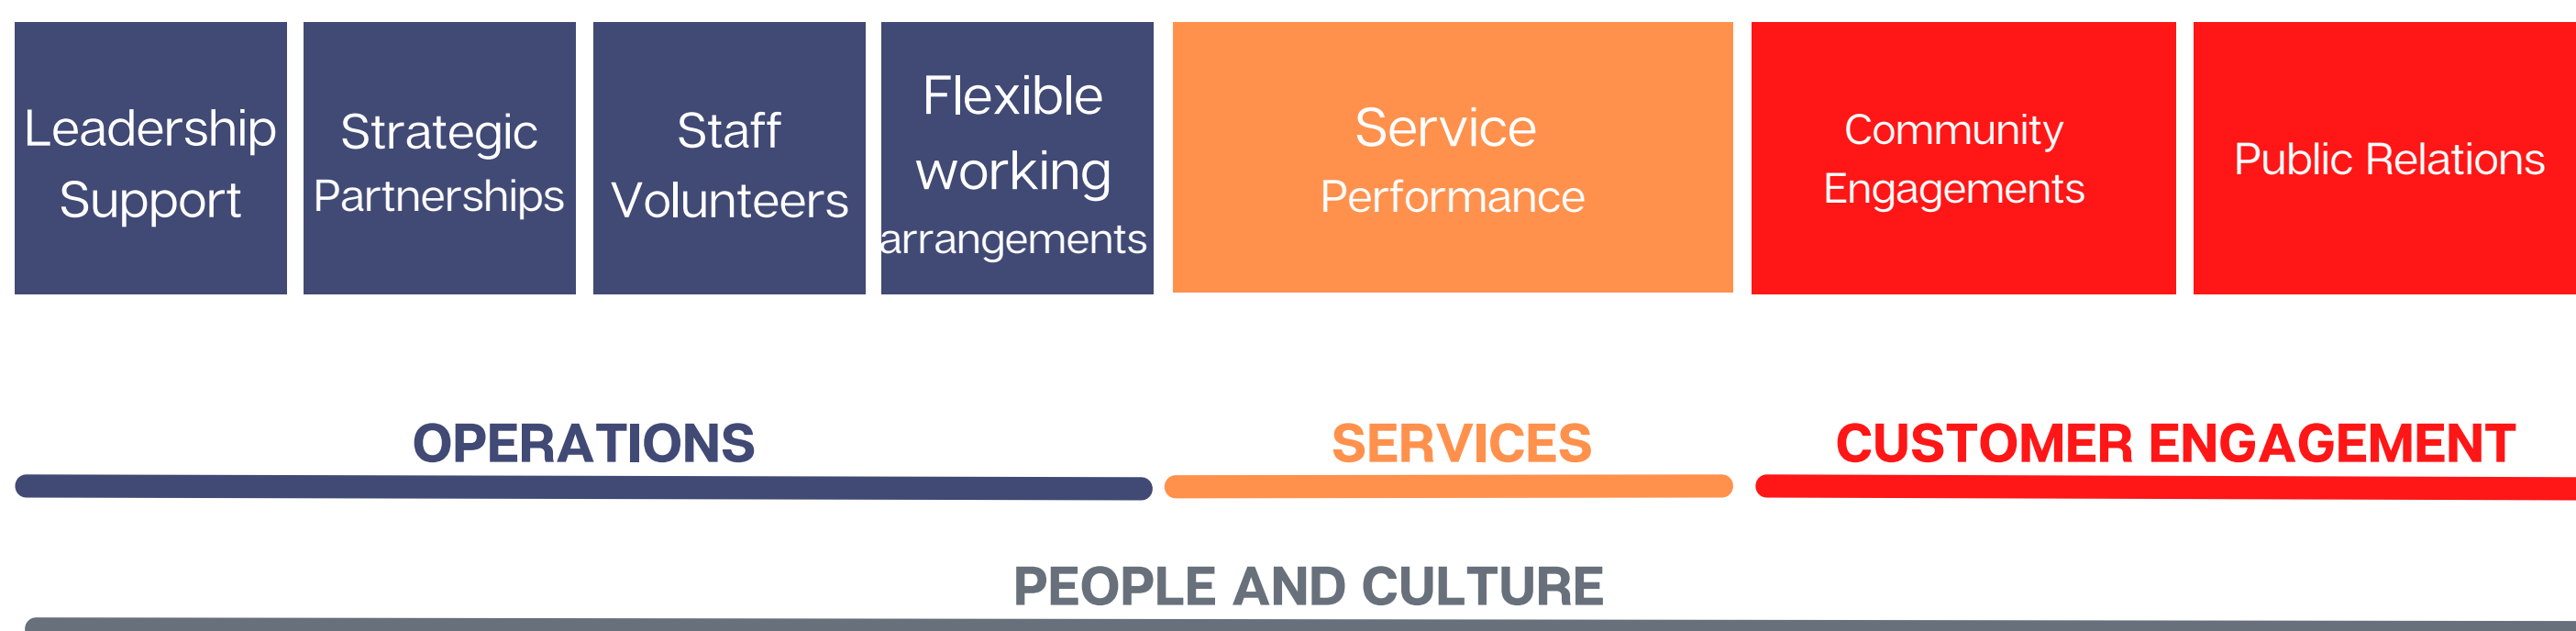 Leadership
Support
Strategic
Partnerships
Staff
Volunteers
Flexible
working
arrangements
Service
Performance
Community
Engagements
Public Relations
OPERATIONS
SERVICES
CUSTOMER ENGAGEMENT
PEOPLE AND CULTURE